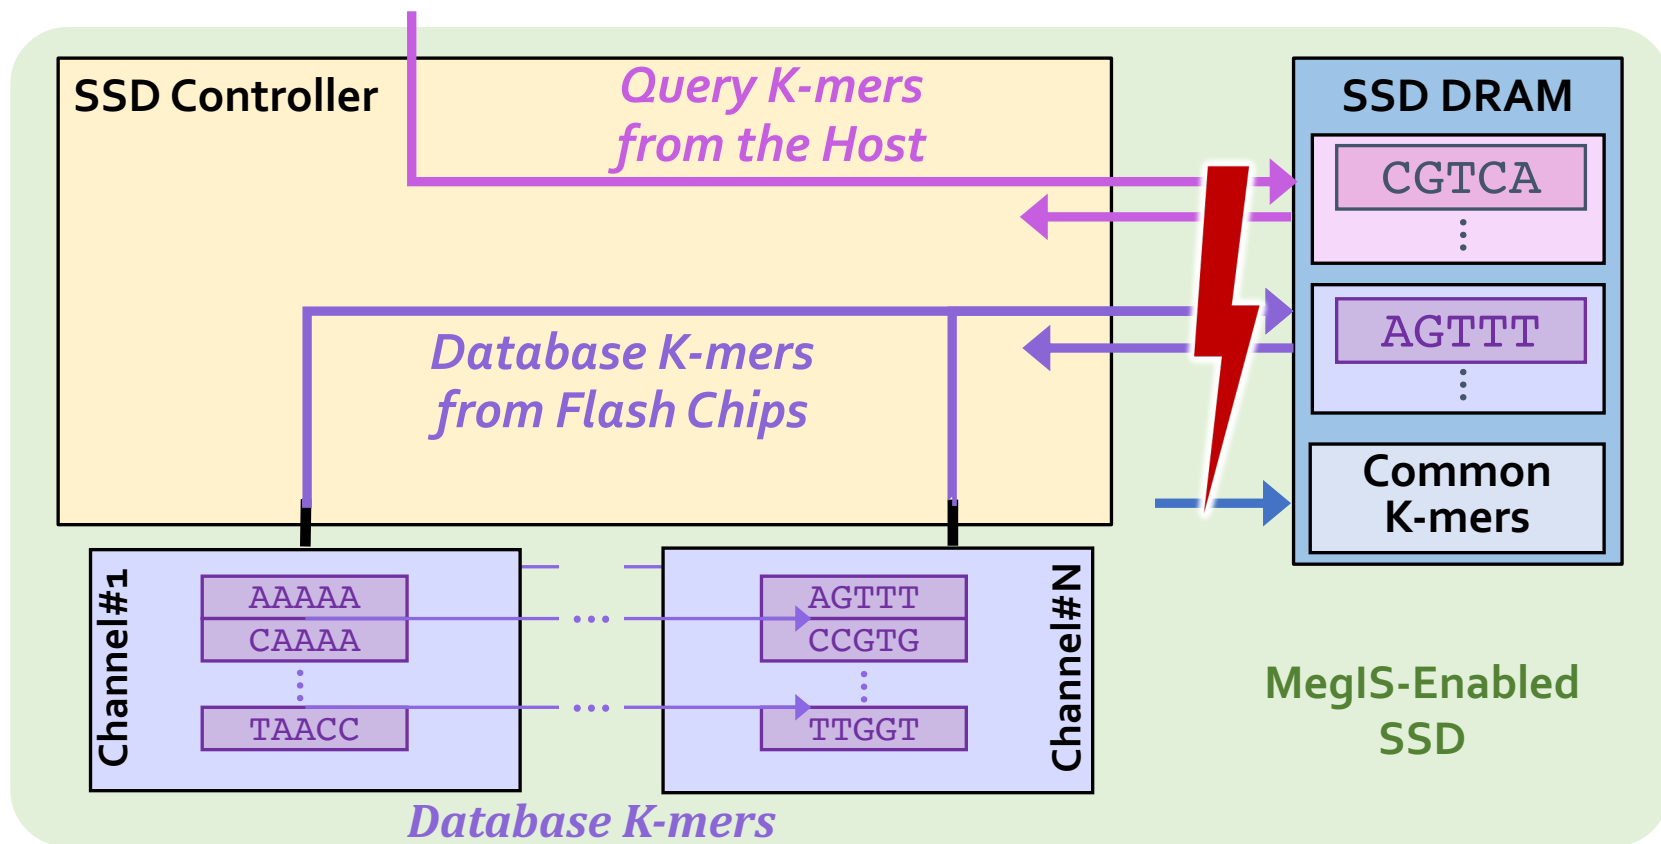 SSD Controller
Query K-mers
from the Host
SSD DRAM
CGTCA
⋮
AGTTT
⋮
Common
K-mers
Database K-mers
from Flash Chips
Channel#1
AAAAA
CAAAA
⋮
TAACC
...
...
AGTTT
CCGTG
⋮
TTGGT
Channel#N
Database K-mers
MegIS-Enabled
SSD